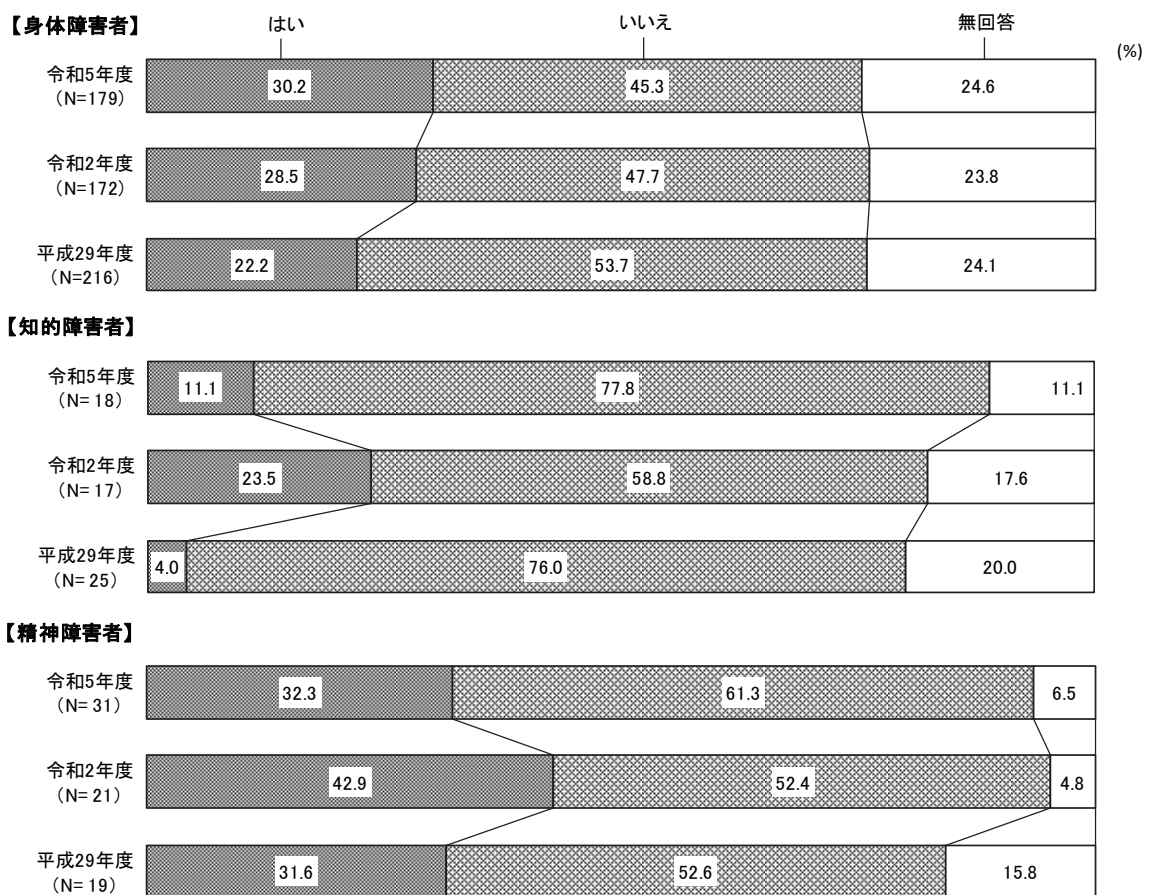 【身体障害者】 はい いいえ 無回答
(%)
令和5年度
(N=179)
30.2 45.3 24.6
令和2年度
(N=172)
28.5 47.7 23.8
平成29年度
(N=216)
22.2 53.7 24.1
【知的障害者】
令和5年度
(N= 18)
11.1 77.8 11.1
令和2年度
(N= 17)
23.5 58.8 17.6
平成29年度
(N= 25)
4.0 76.0 20.0
【精神障害者】
令和5年度
(N= 31)
32.3 61.3 6.5
令和2年度
(N= 21)
42.9 52.4 4.8
平成29年度
(N= 19)
31.6 52.6 15.8